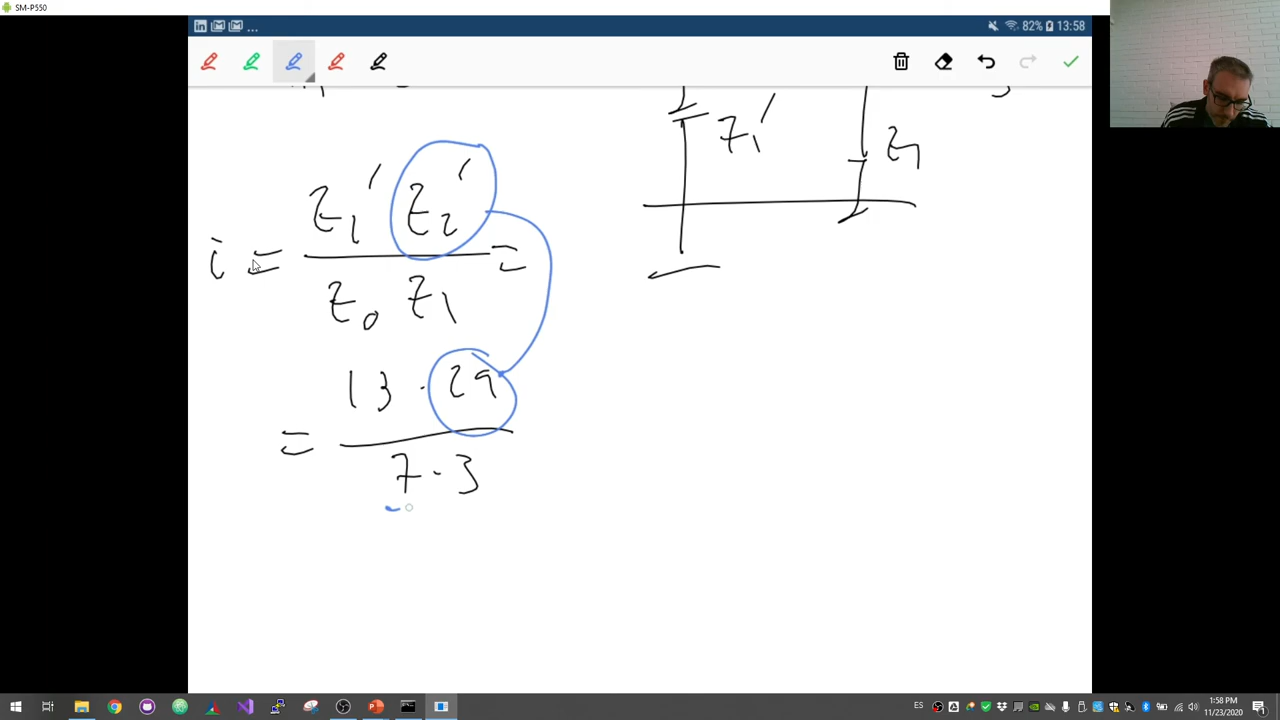 SM-P550
... 82% 13:58
z₁'
z₁
i = z₁' z₂' / z₀ z₁ =
= 13 · 29 / 7 · 3
ES 1:58 PM
11/23/2020